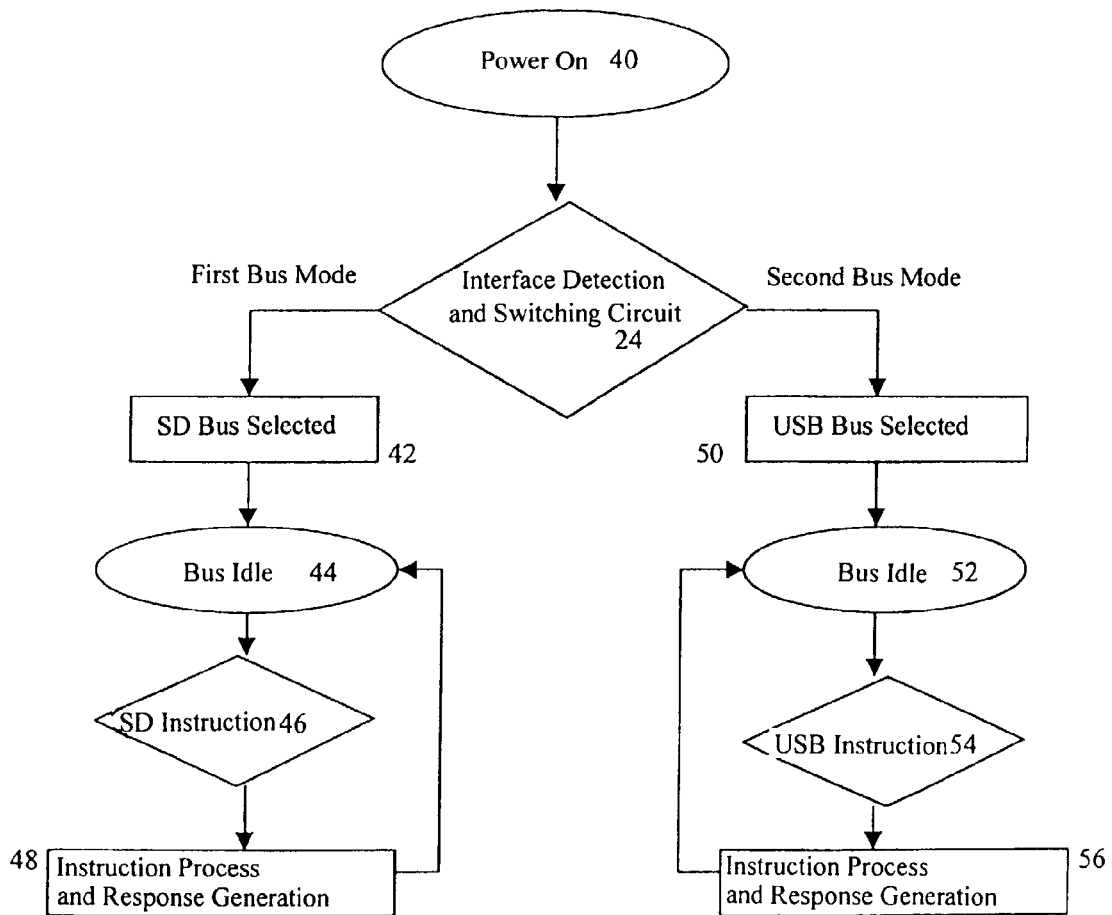 Power On 40
First Bus Mode
Interface Detection
and Switching Circuit
24
Second Bus Mode
SD Bus Selected
42
50
USB Bus Selected
Bus Idle 44
Bus Idle 52
SD Instruction 46
USB Instruction 54
48
Instruction Process
and Response Generation
Instruction Process
and Response Generation
56